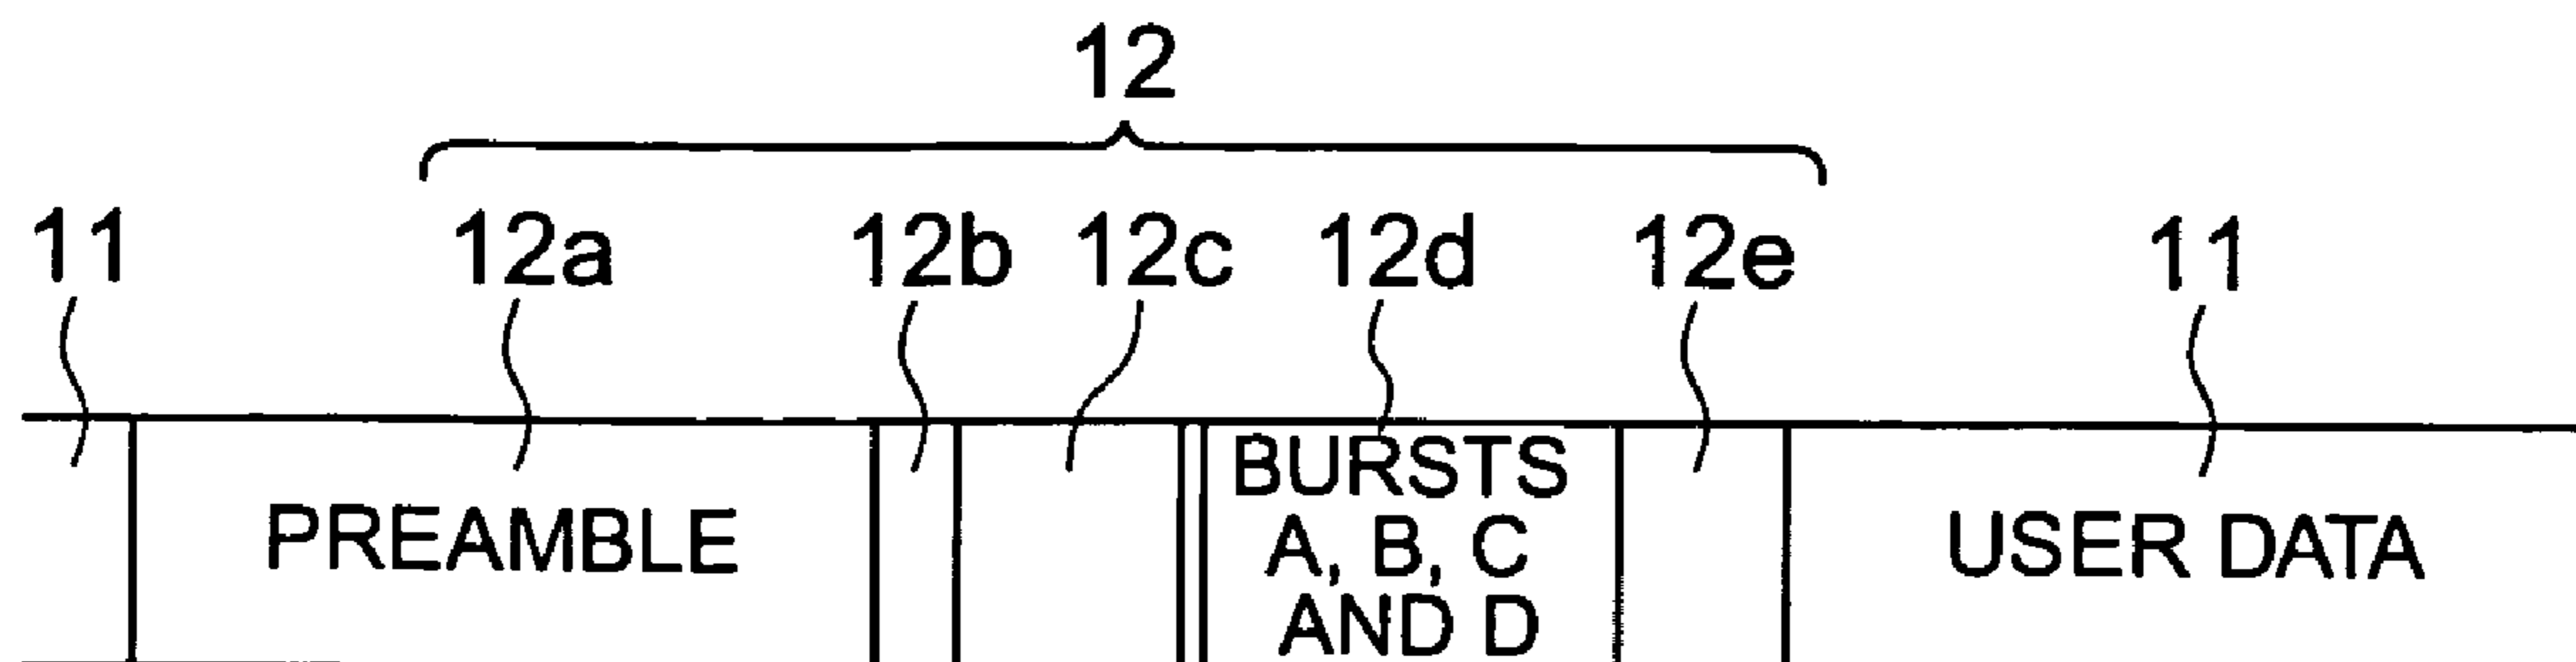 12
11 12a 12b 12c 12d 12e 11
PREAMBLE
BURSTS
A, B, C
AND D
USER DATA